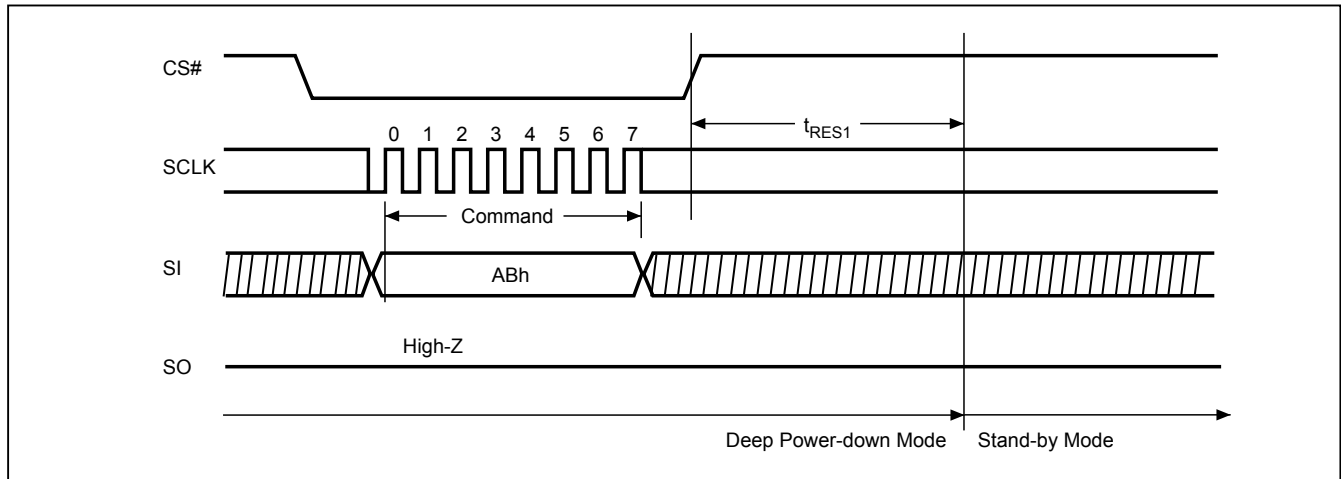 CS#
tRES1
0 1 2 3 4 5 6 7
SCLK
Command
SI
ABh
High-Z
SO
Deep Power-down Mode Stand-by Mode